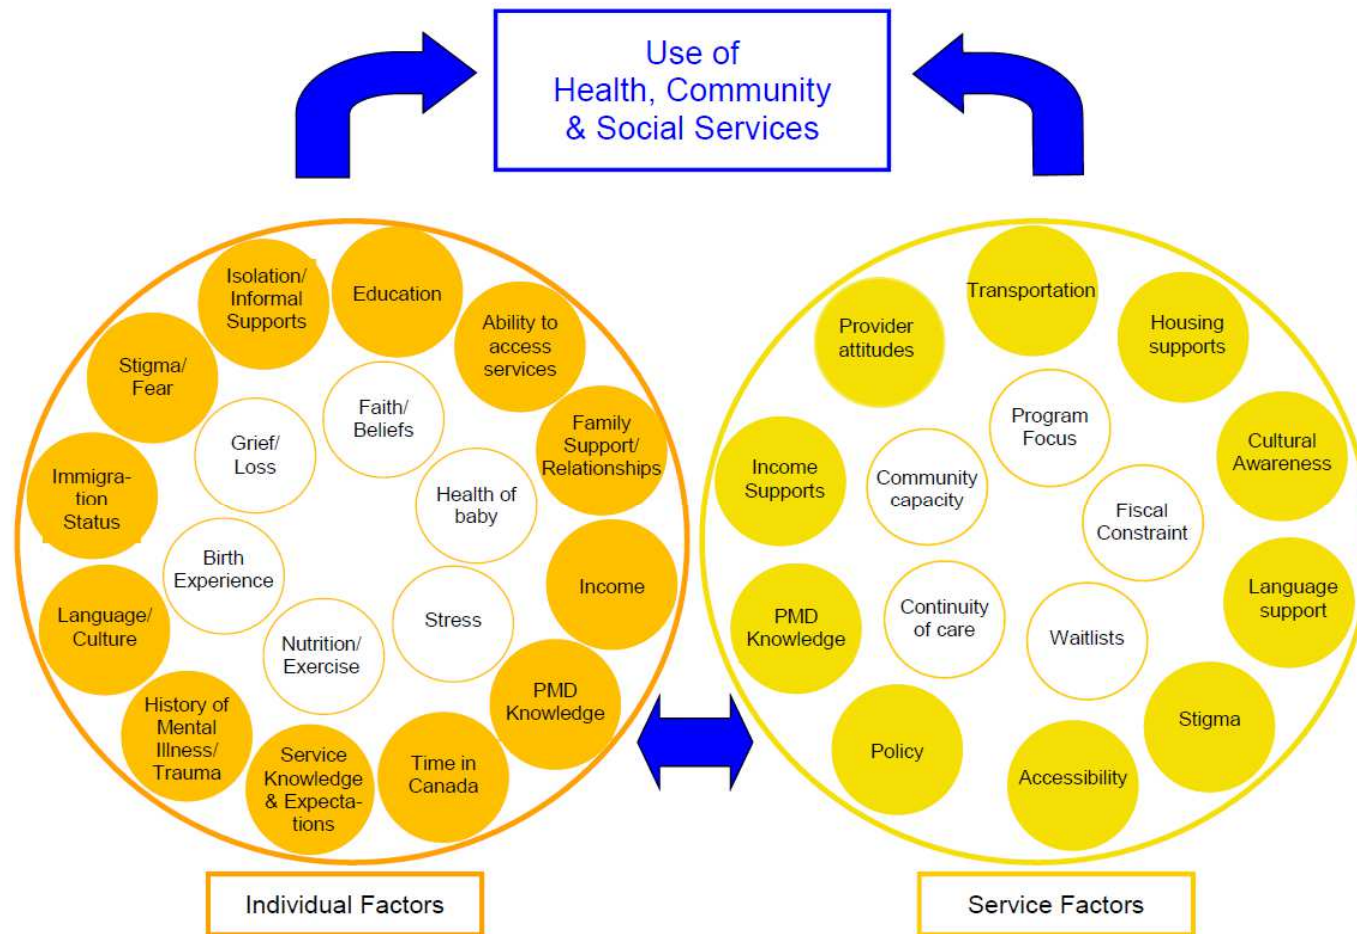 Use of
Health, Community
& Social Services
Isolation/
Informal
Supports
Education
Ability to
access
services
Stigma/
Fear
Faith/
Beliefs
Family
Support/
Relationships
Grief/
Loss
Health of
baby
Immigra-
tion
Status
Birth
Experience
Income
Language/
Culture
Nutrition/
Exercise
Stress
PMD
Knowledge
History of
Mental
Illness/
Trauma
Service
Knowledge
& Expecta-
tions
Time in
Canada
Individual Factors
Transportation
Provider
attitudes
Housing
supports
Program
Focus
Cultural
Awareness
Income
Supports
Community
capacity
Fiscal
Constraint
PMD
Knowledge
Continuity
of care
Waitlists
Language
support
Policy
Accessibility
Stigma
Service Factors